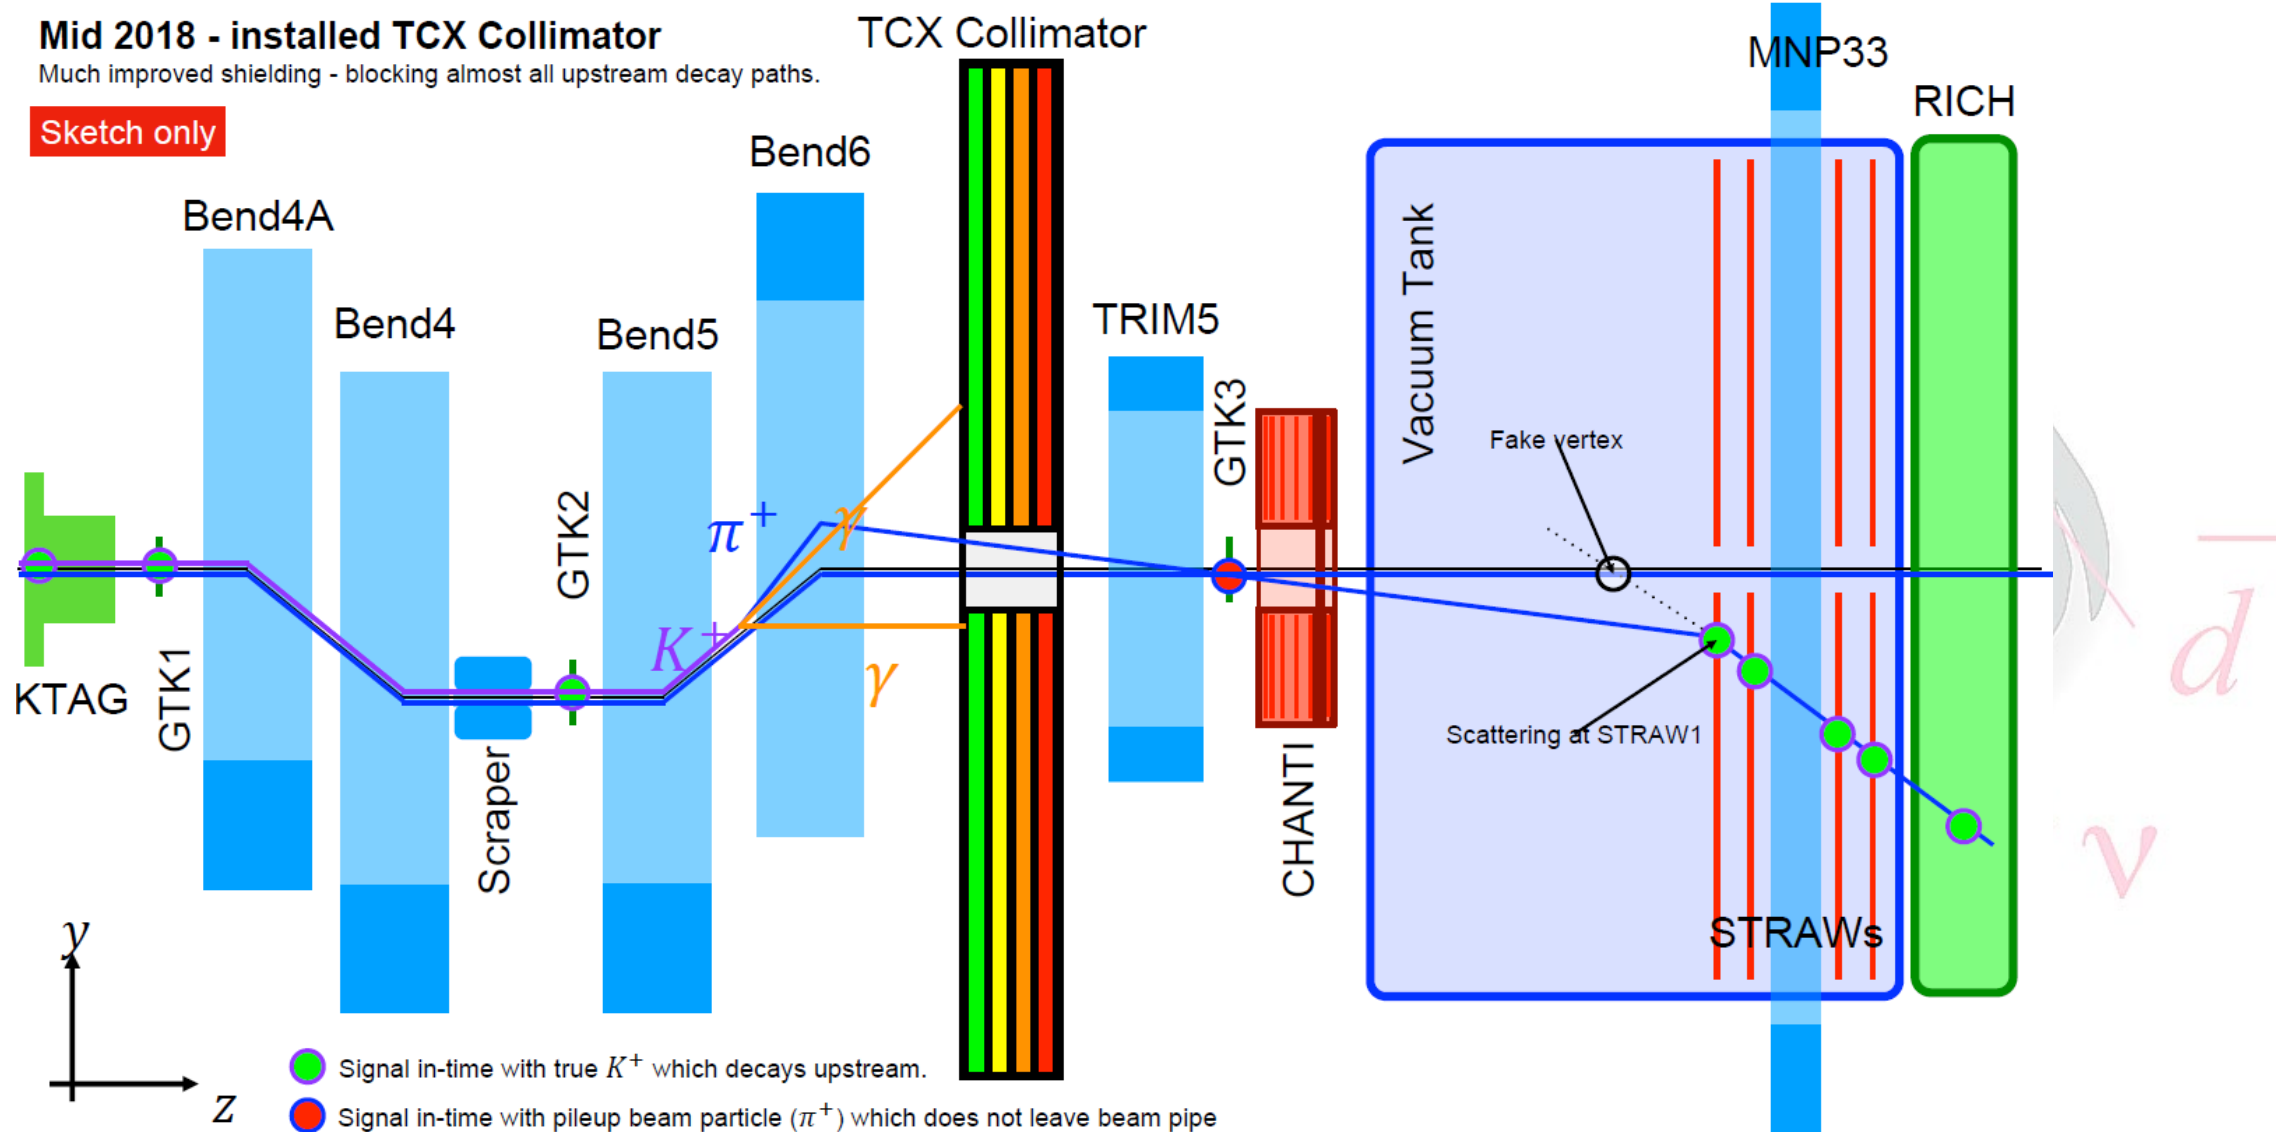 Mid 2018 - installed TCX Collimator
Much improved shielding - blocking almost all upstream decay paths.
Sketch only
TCX Collimator
MNP33
RICH
Bend6
Bend4A
Bend4
Bend5
TRIM5
GTK3
Vacuum Tank
Fake vertex
GTK2
π+
γ
K+
γ
KTAG
GTK1
Scraper
CHANTI
Scattering at STRAW1
STRAWs
d
ν
y
z
Signal in-time with true K+ which decays upstream.
Signal in-time with pileup beam particle (π+) which does not leave beam pipe